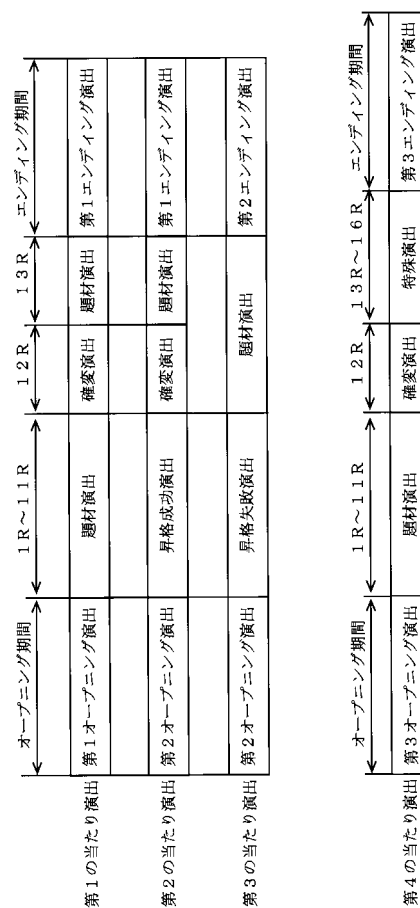 オープニング期間 1R～11R 12R 13R エンディング期間
第1の当たり演出 第1オープニング演出 題材演出 確変演出 題材演出 第1エンディング演出
第2の当たり演出 第2オープニング演出 昇格成功演出 確変演出 題材演出 第1エンディング演出
第3の当たり演出 第2オープニング演出 昇格失敗演出 題材演出 第2エンディング演出
オープニング期間 1R～11R 12R 13R～16R エンディング期間
第4の当たり演出 第3オープニング演出 題材演出 確変演出 特殊演出 第3エンディング演出